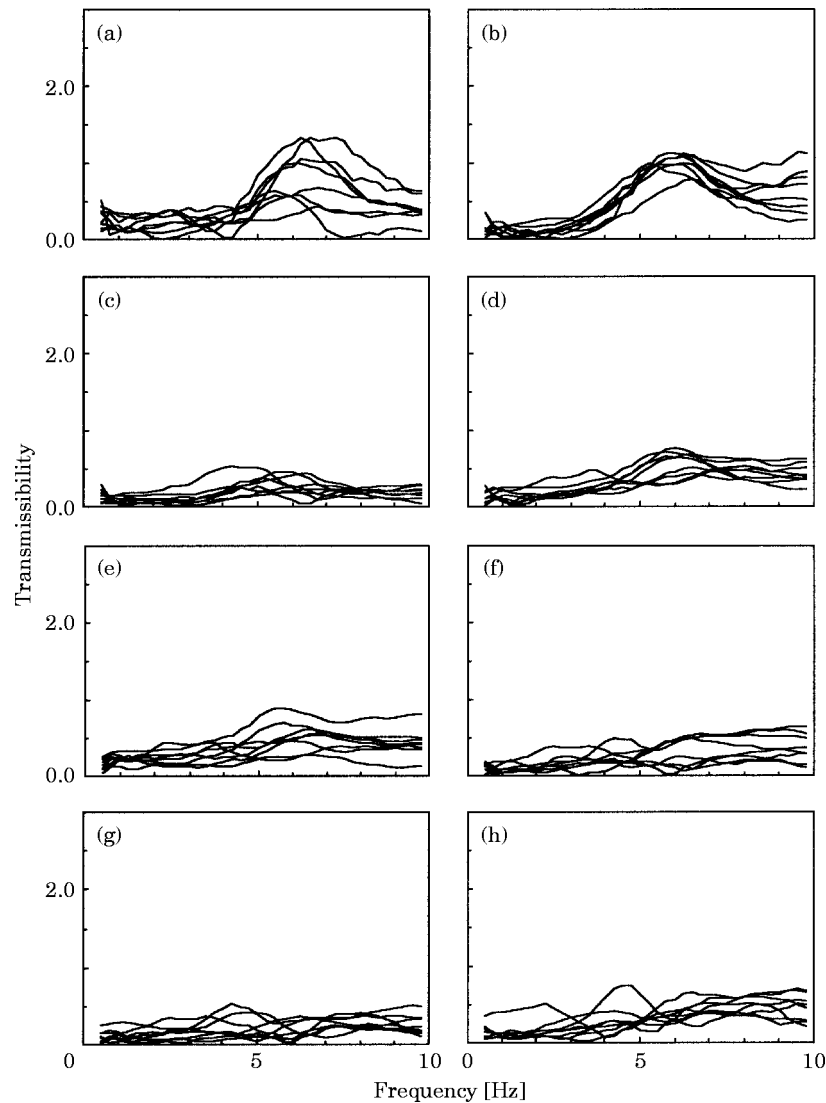 (a)
(b)
2.0
0.0
(c)
(d)
2.0
0.0
Transmissibility
(e)
(f)
2.0
0.0
(g)
(h)
2.0
0 5 10 0 5 10
Frequency [Hz]